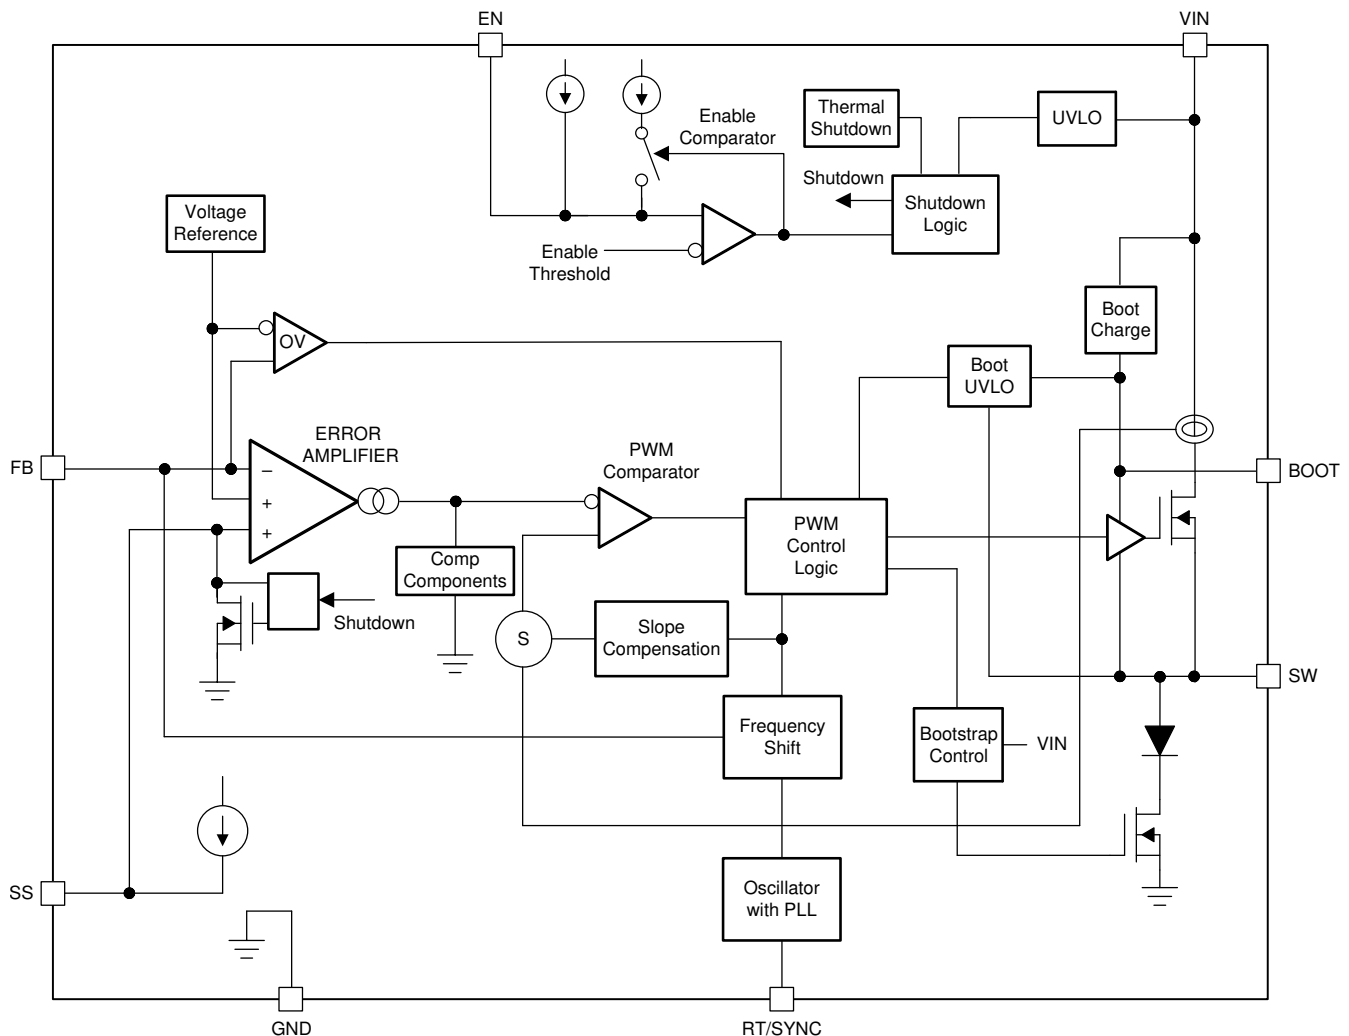 EN
VIN
Thermal
Shutdown
UVLO
Enable
Comparator
Shutdown
Shutdown
Logic
Voltage
Reference
Enable
Threshold
Boot
Charge
OV
Boot
UVLO
ERROR
AMPLIFIER
PWM
Comparator
FB
−
+
+
BOOT
PWM
Control
Logic
Comp
Components
Shutdown
S
Slope
Compensation
SW
Frequency
Shift
Bootstrap
Control
VIN
Oscillator
with PLL
SS
GND
RT/SYNC